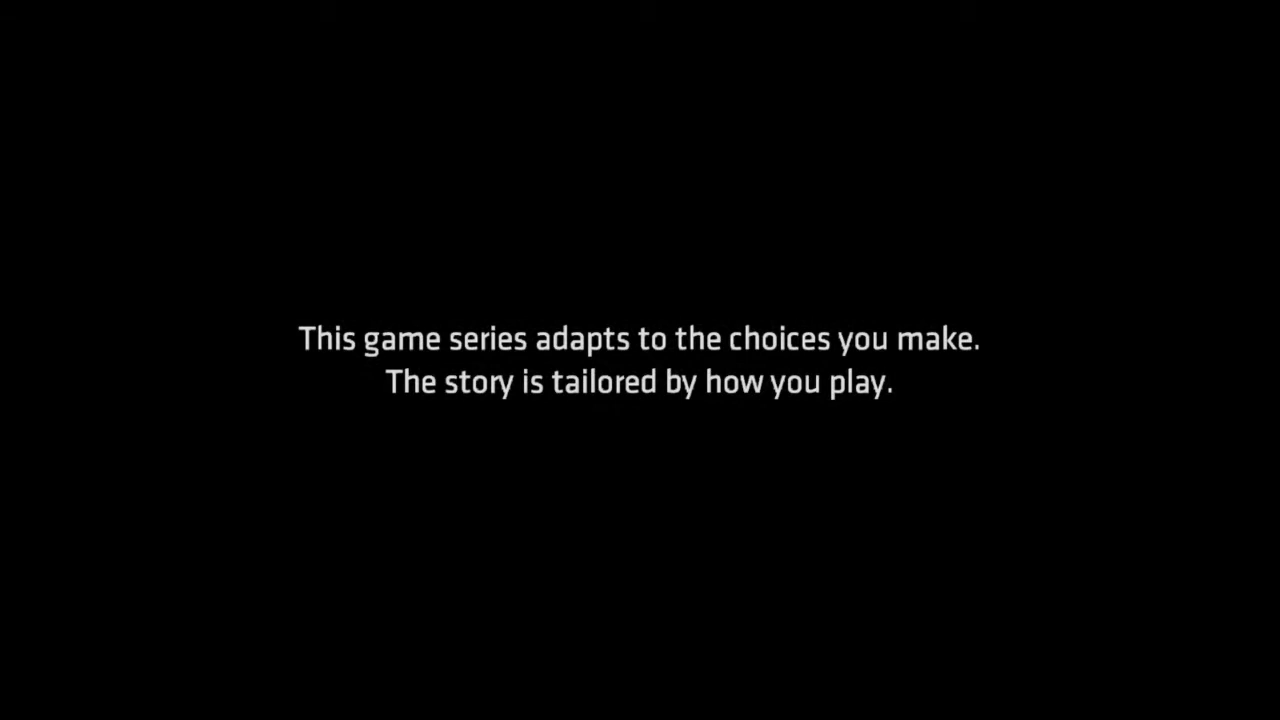 This game series adapts to the choices you make.
The story is tailored by how you play.